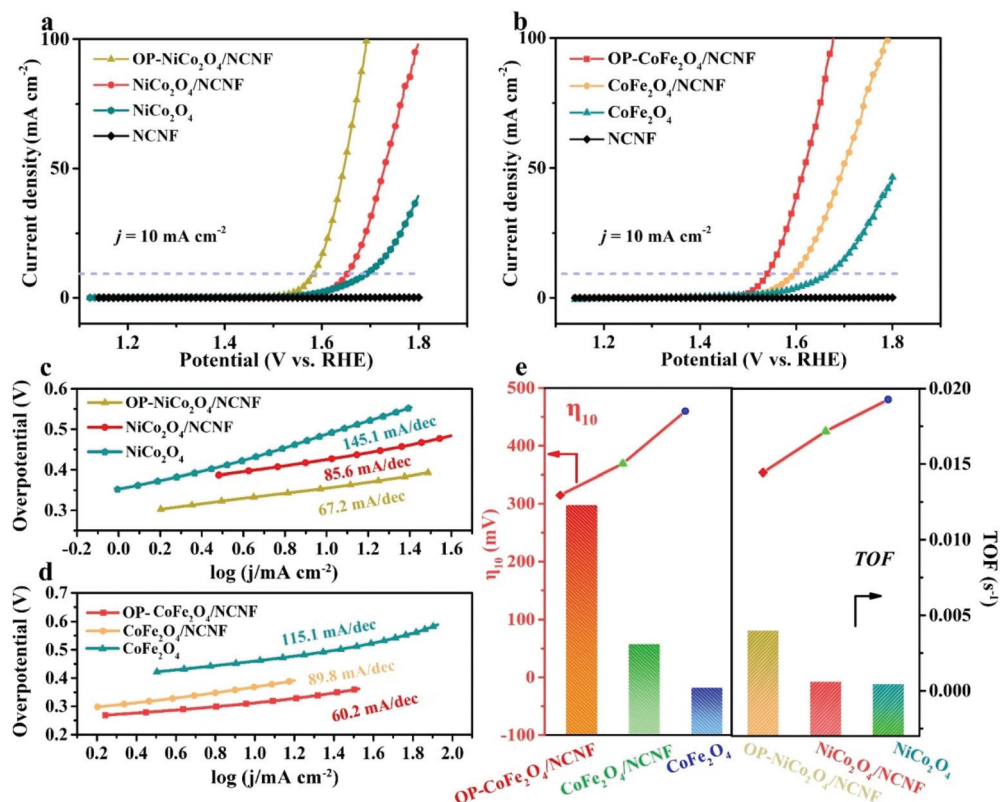 a
100
50
0
Current density (mA cm⁻²)
OP-NiCo₂O₄/NCNF
NiCo₂O₄/NCNF
NiCo₂O₄
NCNF
j = 10 mA cm⁻²
1.2 1.4 1.6 1.8
Potential (V vs. RHE)
b
100
50
0
Current density (mA cm⁻²)
OP-CoFe₂O₄/NCNF
CoFe₂O₄/NCNF
CoFe₂O₄
NCNF
j = 10 mA cm⁻²
1.2 1.4 1.6 1.8
Potential (V vs. RHE)
c
0.6
0.5
0.4
0.3
Overpotential (V)
OP-NiCo₂O₄/NCNF
NiCo₂O₄/NCNF
NiCo₂O₄
145.1 mA/dec
85.6 mA/dec
67.2 mA/dec
-0.2 0.0 0.2 0.4 0.6 0.8 1.0 1.2 1.4 1.6
log (j/mA cm⁻²)
d
0.7
0.6
0.5
0.4
0.3
0.2
Overpotential (V)
OP- CoFe₂O₄/NCNF
CoFe₂O₄/NCNF
CoFe₂O₄
115.1 mA/dec
89.8 mA/dec
60.2 mA/dec
0.2 0.4 0.6 0.8 1.0 1.2 1.4 1.6 1.8 2.0
log (j/mA cm⁻²)
e
500
400
300
200
100
0
-100
η₁₀ (mV)
η₁₀
TOF
0.020
0.015
0.010
0.005
0.000
TOF (s⁻¹)
OP-CoFe₂O₄/NCNF
CoFe₂O₄/NCNF
CoFe₂O₄
OP-NiCo₂O₄/NCNF
NiCo₂O₄/NCNF
NiCo₂O₄